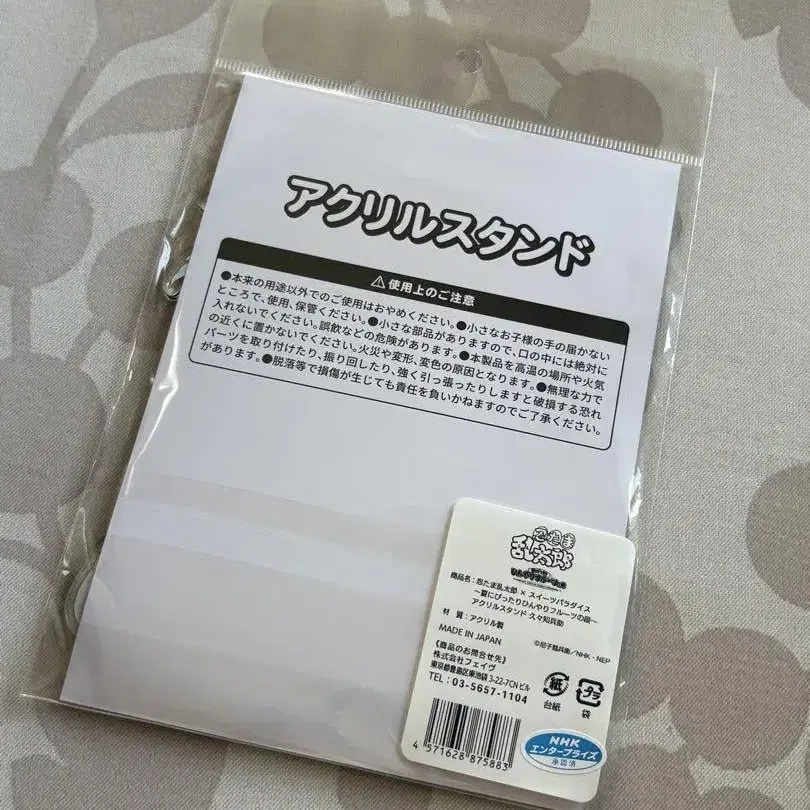 アクリルスタンド
⚠使用上のご注意
●本来の用途以外でのご使用はおやめください。●小さなお子様の手の届かない
ところで、使用、保管ください。●小さな部品がありますので、口の中には絶対に
入れないでください。誤飲などの危険があります。●本製品を高温の場所や火気
の近くに置かないでください。火災や変形、変色の原因となります。●無理な力で
パーツを取り付けたり、振り回したり、強く引っ張ったりしますと破損する恐れ
があります。●脱落等で損傷が生じても責任を負いかねますのでご了承ください。
忍たま
乱太郎
商品名:忍たま乱太郎 × スイーツパラダイス
～夏にぴったりひんやりフルーツの段～
アクリルスタンド 久々知兵助
材 質:アクリル製
MADE IN JAPAN
©尼子騒兵衛/NHK・NEP
《商品のお問合せ先》
株式会社フェイヴ
東京都豊島区東池袋 3-22-7CNビル
TEL:03-5657-1104
紙
台紙
プラ
袋
4 571628 875883
NHK
エンタープライズ
承認済